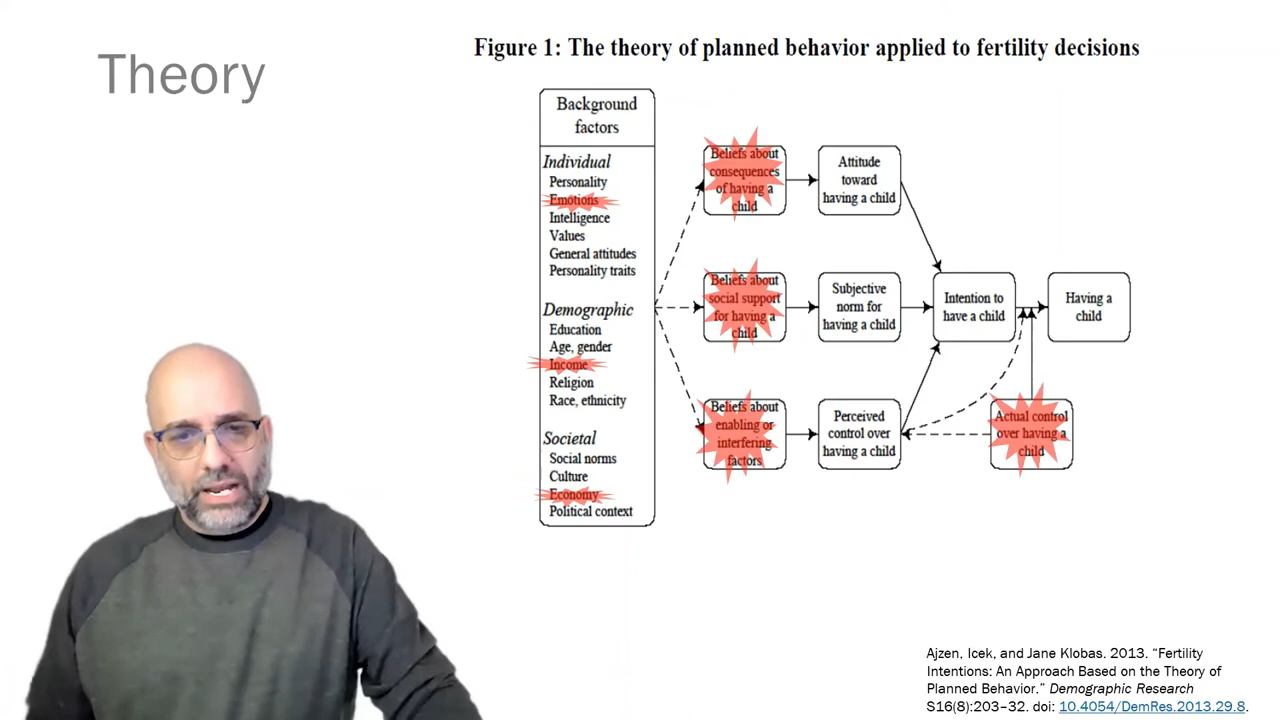 Theory
Figure 1: The theory of planned behavior applied to fertility decisions
Background
factors
Individual
Personality
Emotions
Intelligence
Values
General attitudes
Personality traits
Demographic
Education
Age, gender
Income
Religion
Race, ethnicity
Societal
Social norms
Culture
Economy
Political context
Beliefs about
consequences
of having a
child
Attitude
toward
having a child
Beliefs about
social support
for having a
child
Subjective
norm for
having a child
Intention to
have a child
Having a
child
Beliefs about
enabling or
interfering
factors
Perceived
control over
having a child
Actual control
over having a
child
Ajzen, Icek, and Jane Klobas. 2013. “Fertility
Intentions: An Approach Based on the Theory of
Planned Behavior.” Demographic Research
S16(8):203–32. doi: 10.4054/DemRes.2013.29.8.